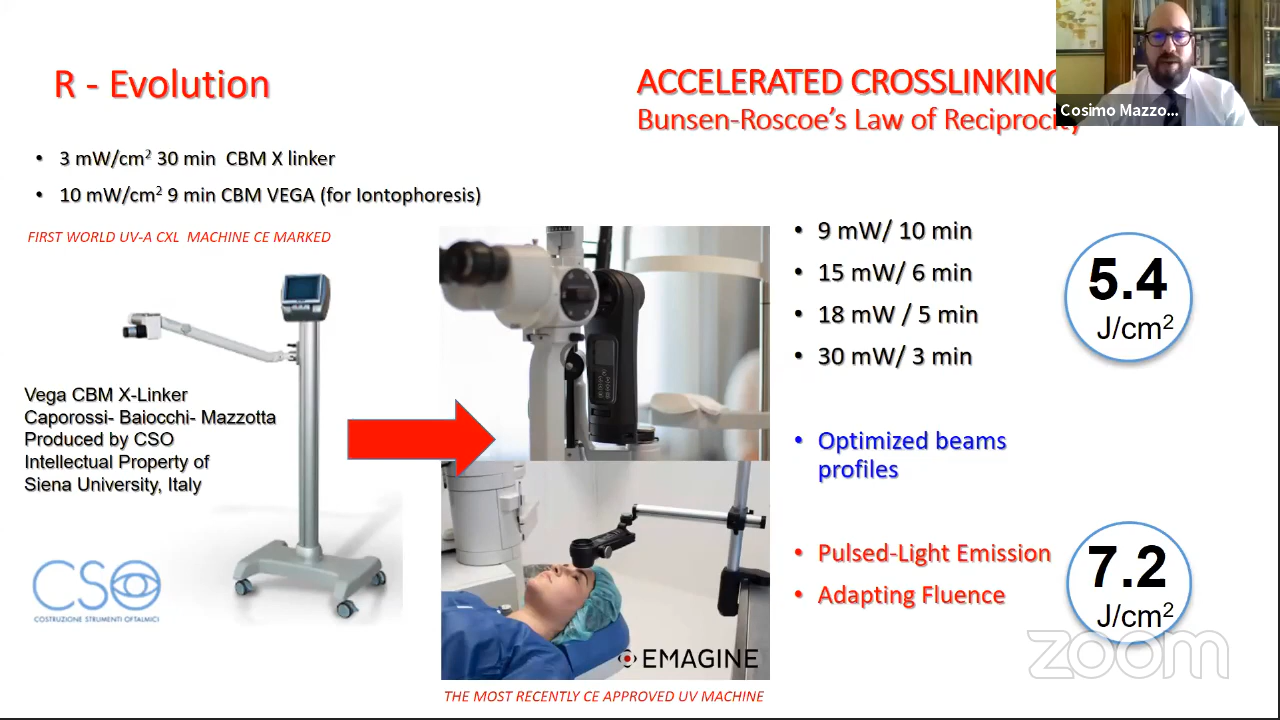 R - Evolution
• 3 mW/cm² 30 min CBM X linker
• 10 mW/cm² 9 min CBM VEGA (for Iontophoresis)
FIRST WORLD UV-A CXL MACHINE CE MARKED
Vega CBM X-Linker
Caporossi- Baiocchi- Mazzotta
Produced by CSO
Intellectual Property of
Siena University, Italy
CSO
COSTRUZIONE STRUMENTI OFTALMICI
EMAGINE
THE MOST RECENTLY CE APPROVED UV MACHINE
ACCELERATED CROSSLINKING
Bunsen-Roscoe's Law of Reciprocity
Cosimo Mazzo...
• 9 mW/ 10 min
• 15 mW/ 6 min
• 18 mW / 5 min
• 30 mW/ 3 min
5.4
J/cm²
• Optimized beams
profiles
• Pulsed-Light Emission
• Adapting Fluence
7.2
J/cm²
zoom